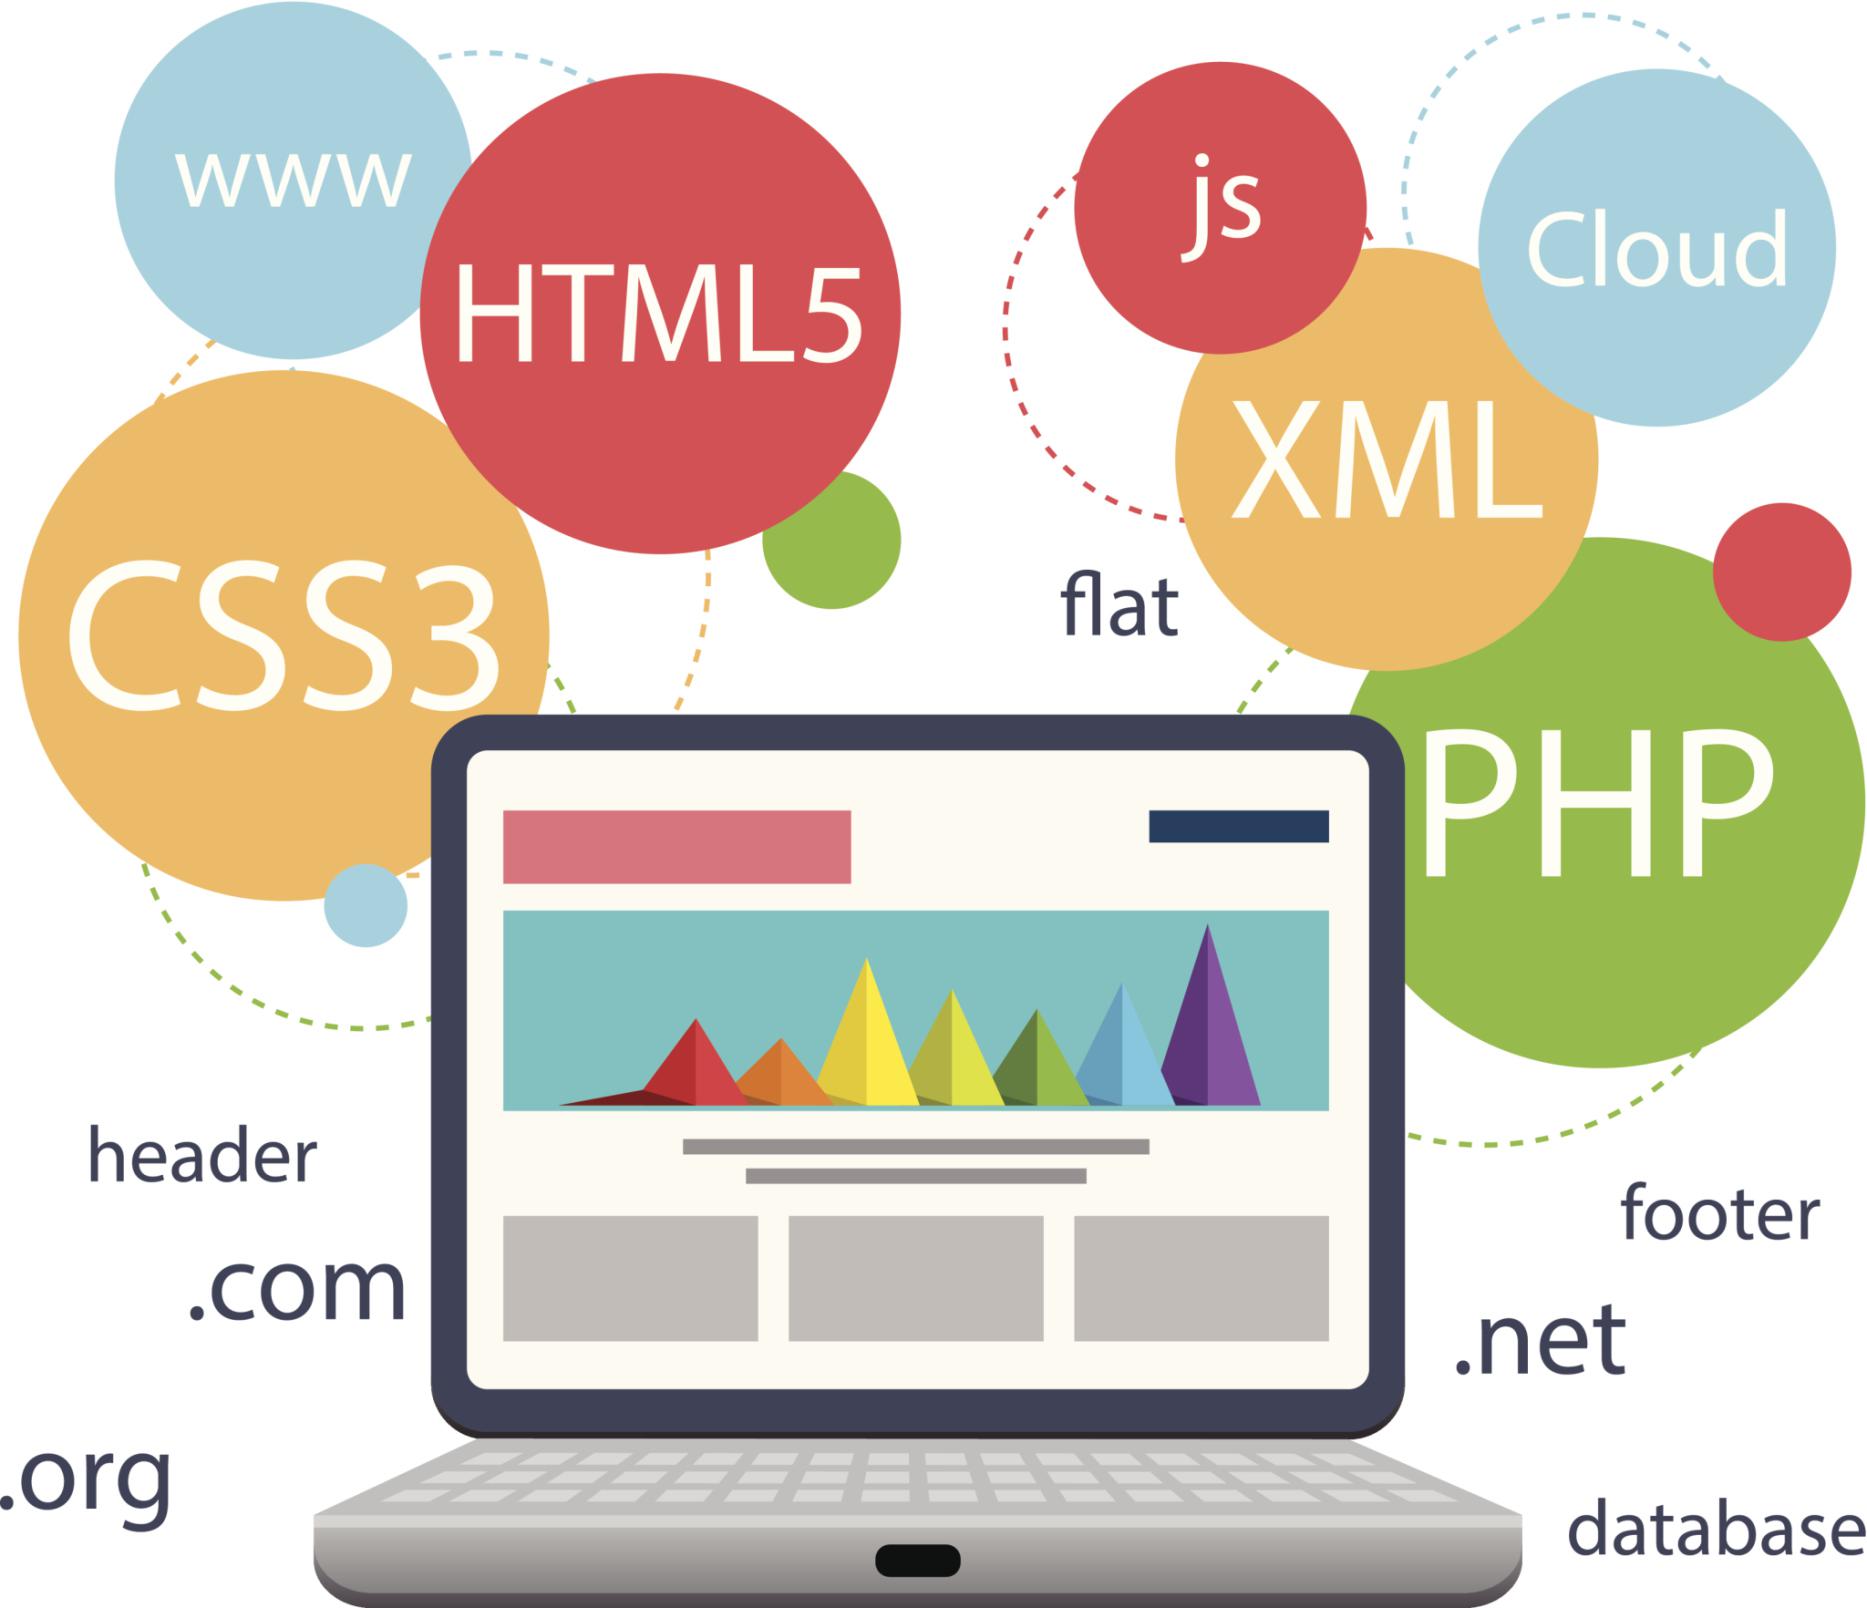 www
HTML5
js
Cloud
XML
CSS3
flat
PHP
header
footer
.com
.net
.org
database